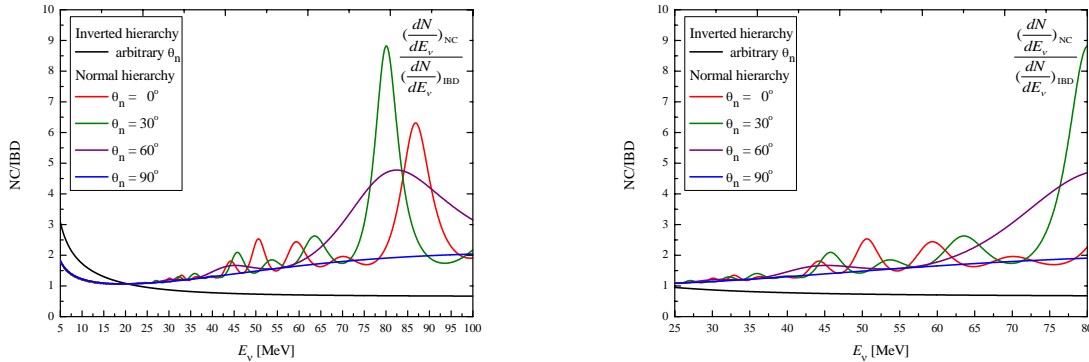 10
9
8
7
6
5
4
3
2
1
0
NC/IBD
Inverted hierarchy
arbitrary θn
Normal hierarchy
θn = 0°
θn = 30°
θn = 60°
θn = 90°
(dN/dEν)NC
(dN/dEν)IBD
5 10 15 20 25 30 35 40 45 50 55 60 65 70 75 80 85 90 95 100
Eν [MeV]
10
9
8
7
6
5
4
3
2
1
0
NC/IBD
Inverted hierarchy
arbitrary θn
Normal hierarchy
θn = 0°
θn = 30°
θn = 60°
θn = 90°
(dN/dEν)NC
(dN/dEν)IBD
25 30 35 40 45 50 55 60 65 70 75 80
Eν [MeV]